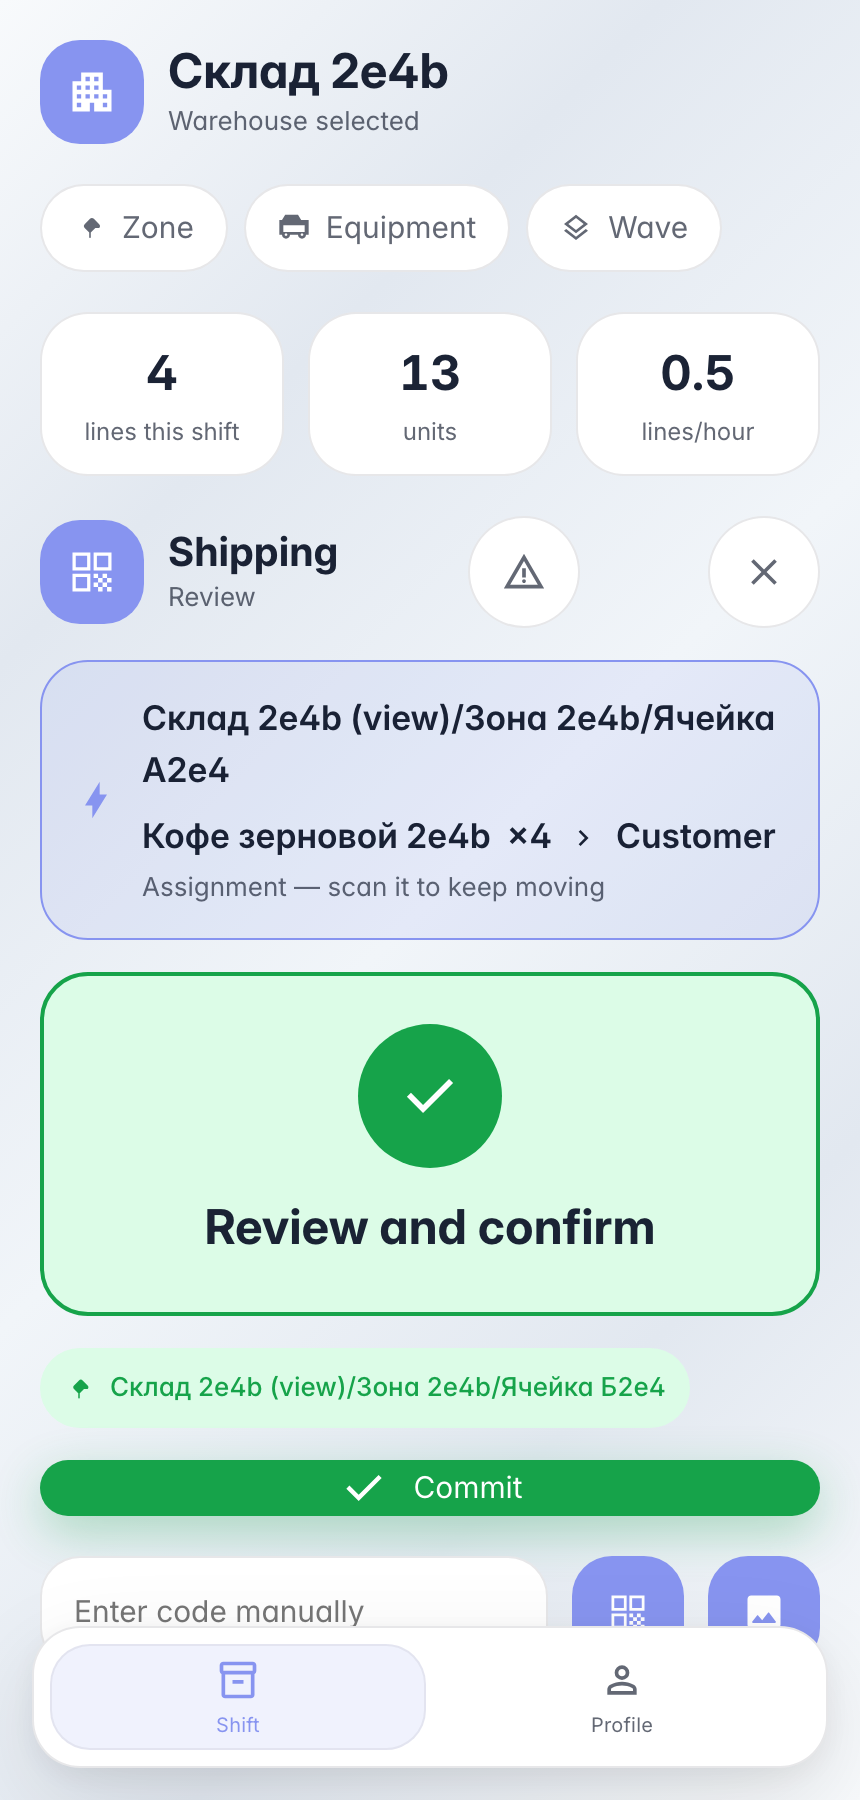 Склад 2e4b
Warehouse selected
Zone
Equipment
Wave
4
lines this shift
13
units
0.5
lines/hour
Shipping
Review
Склад 2e4b (view)/Зона 2e4b/Ячейка
А2e4
Кофе зерновой 2e4b ×4 › Customer
Assignment — scan it to keep moving
Review and confirm
Склад 2e4b (view)/Зона 2e4b/Ячейка Б2e4
Commit
Enter code manually
Shift
Profile